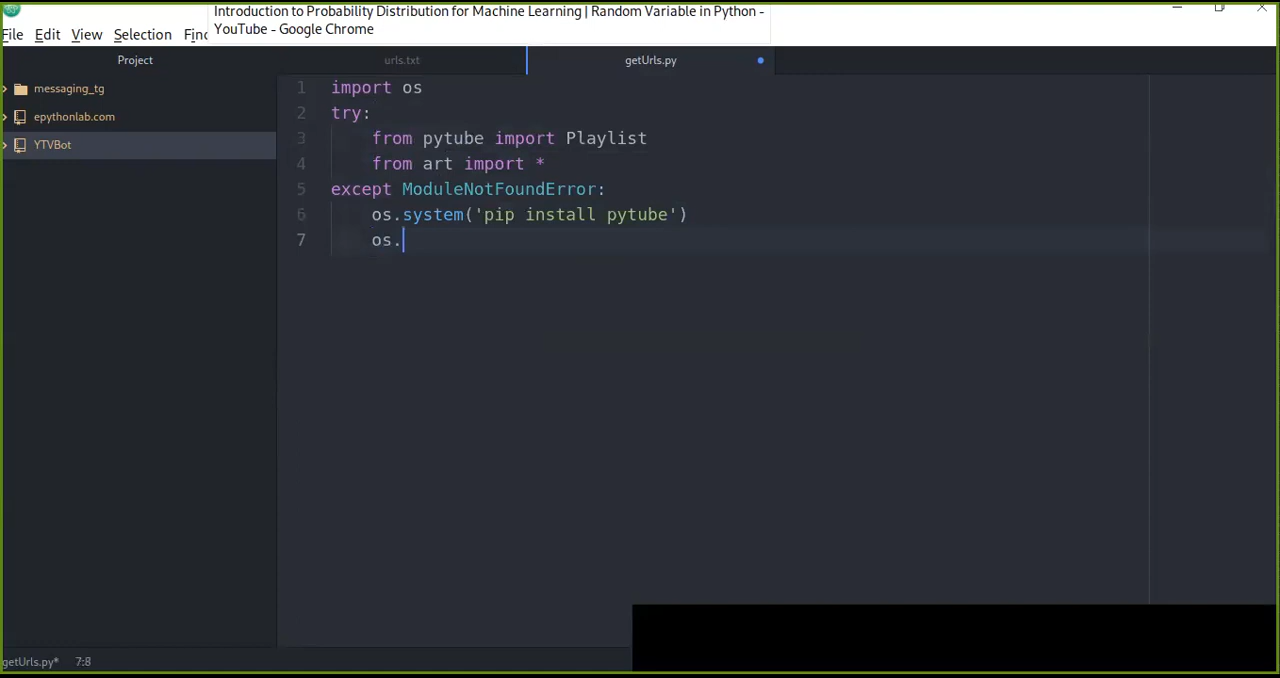 Introduction to Probability Distribution for Machine Learning | Random Variable in Python -
YouTube - Google Chrome
File Edit View Selection Find
Project
urls.txt
getUrls.py
messaging_tg
epythonlab.com
YTVBot
1 import os
2 try:
3 from pytube import Playlist
4 from art import *
5 except ModuleNotFoundError:
6 os.system('pip install pytube')
7 os.
getUrls.py* 7:8